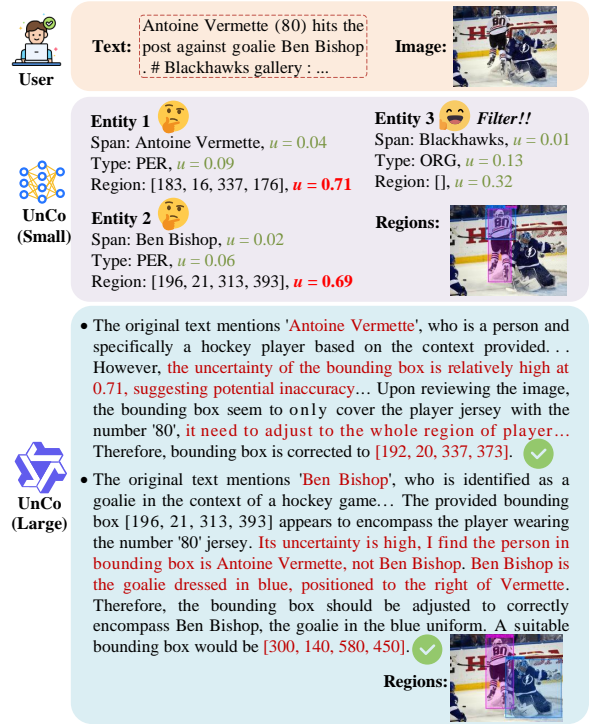 User
Text:
Antoine Vermette (80) hits the
post against goalie Ben Bishop
. # Blackhawks gallery : ...
Image:
80
UnCo
(Small)
Entity 1
Span: Antoine Vermette, u = 0.04
Type: PER, u = 0.09
Region: [183, 16, 337, 176], u = 0.71
Entity 2
Span: Ben Bishop, u = 0.02
Type: PER, u = 0.06
Region: [196, 21, 313, 393], u = 0.69
Entity 3 Filter!!
Span: Blackhawks, u = 0.01
Type: ORG, u = 0.13
Region: [], u = 0.32
Regions:
80
UnCo
(Large)
• The original text mentions 'Antoine Vermette', who is a person and
specifically a hockey player based on the context provided. . .
However, the uncertainty of the bounding box is relatively high at
0.71, suggesting potential inaccuracy… Upon reviewing the image,
the bounding box seem to only cover the player jersey with the
number '80', it need to adjust to the whole region of player…
Therefore, bounding box is corrected to [192, 20, 337, 373].
• The original text mentions 'Ben Bishop', who is identified as a
goalie in the context of a hockey game… The provided bounding
box [196, 21, 313, 393] appears to encompass the player wearing
the number '80' jersey. Its uncertainty is high, I find the person in
bounding box is Antoine Vermette, not Ben Bishop. Ben Bishop is
the goalie dressed in blue, positioned to the right of Vermette.
Therefore, the bounding box should be adjusted to correctly
encompass Ben Bishop, the goalie in the blue uniform. A suitable
bounding box would be [300, 140, 580, 450].
Regions:
80